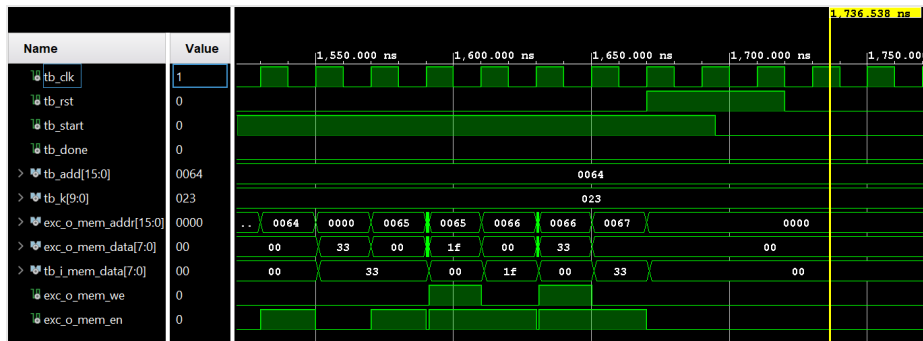 1,736.538 ns
Name Value 1,550.000 ns 1,600.000 ns 1,650.000 ns 1,700.000 ns 1,750.000
tb_clk 1
tb_rst 0
tb_start 0
tb_done 0
tb_add[15:0] 0064 0064
tb_k[9:0] 023 023
exc_o_mem_addr[15:0] 0000 .. 0064 0000 0065 0065 0066 0066 0067 0000
exc_o_mem_data[7:0] 00 00 33 00 1f 00 33 00
tb_i_mem_data[7:0] 00 00 33 00 1f 00 33 00
exc_o_mem_we 0
exc_o_mem_en 0